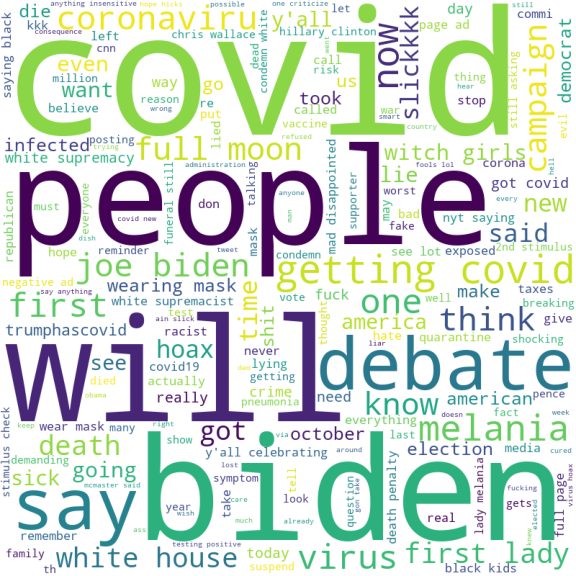 anything insensitive
hope hicks
possible
one criticize
let
still
die
coronaviru
y'all
day
commi
kkk
consequence
cnn
left
chris wallace
hillary clinton
page ad
saying black
covid
now
slickkkk
campaign
democrat
even
million
want
way
reason
believe
go
re
dead
condemn white
call
risk
us
thing
hear
stop
still asking
evil
wrong
put
lied
vaccine
took
called
war
smart
country
infected
trying
posting
white supremacy
full moon
refused
witch girls
hell
republican
people
administration
fools lol
corona
every
must
everyone
funeral still
don
talking
anyone
mad disappointed
supporter
lie
worst
got covid
covid new
man
may
bad
fake
nyt saying
new
hope
dish
reminder
tweet
mask
condemn
see lot
exposed
said
2nd stimulus
negative ad
say anything
joe biden
wearing mask
getting covid
first
white supremacist
time
vote
fuck
one
well
make
taxes
breaking
think
give
trumphascovid
test
ain slick
racist
shit
thought
america
hate
quarantine
shocking
will
see
hoax
never
liar
debate
covid19
lying
died
actually
getting
dan
crime
pneumonia
need
know
american
pence
obama
really
everything
fact
doesn
week
keep
wear mask
many
right
got
via
october
last
melania
stimulus check
death
show
y'all celebrating
around
election
media
cured
demanding
mcmaster said
going
lost
symptom
tell
question
gon take
death penalty
lady melania
fucking
elected
full page
virus hoax
sick
say
biden
take
care
look
real
gets
knew
year
wish
much
already
remember
ass
testing positive
family
th
white house
today
suspend
virus
first lady
black kids